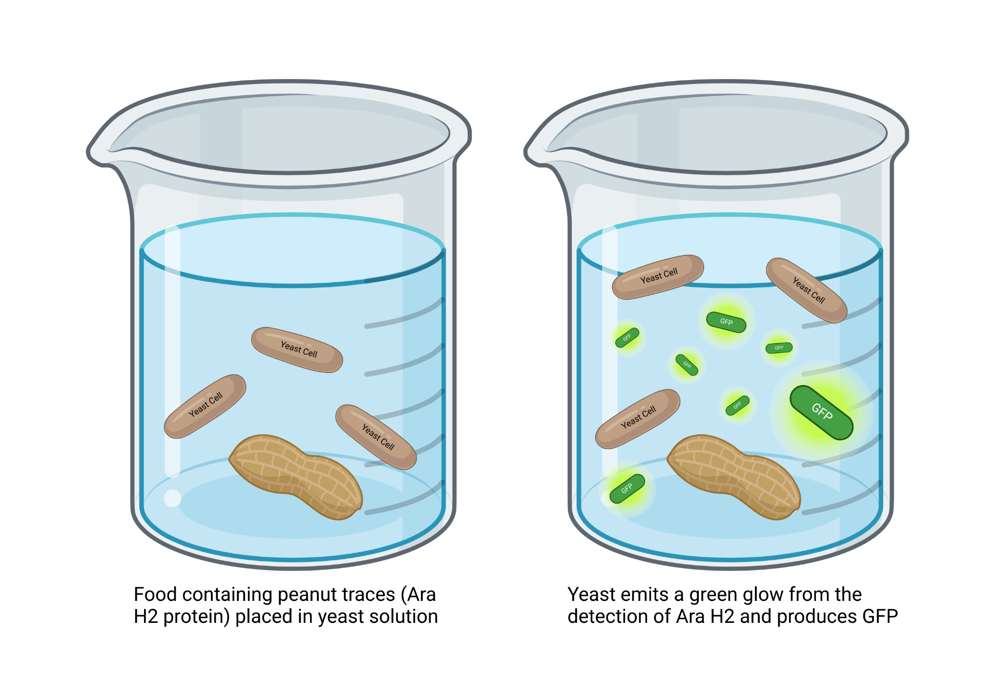 Yeast Cell
Yeast Cell
Yeast Cell
Food containing peanut traces (Ara
H2 protein) placed in yeast solution
Yeast Cell
Yeast Cell
GFP
GFP
GFP
GFP
GFP
GFP
Yeast Cell
GFP
Yeast emits a green glow from the
detection of Ara H2 and produces GFP